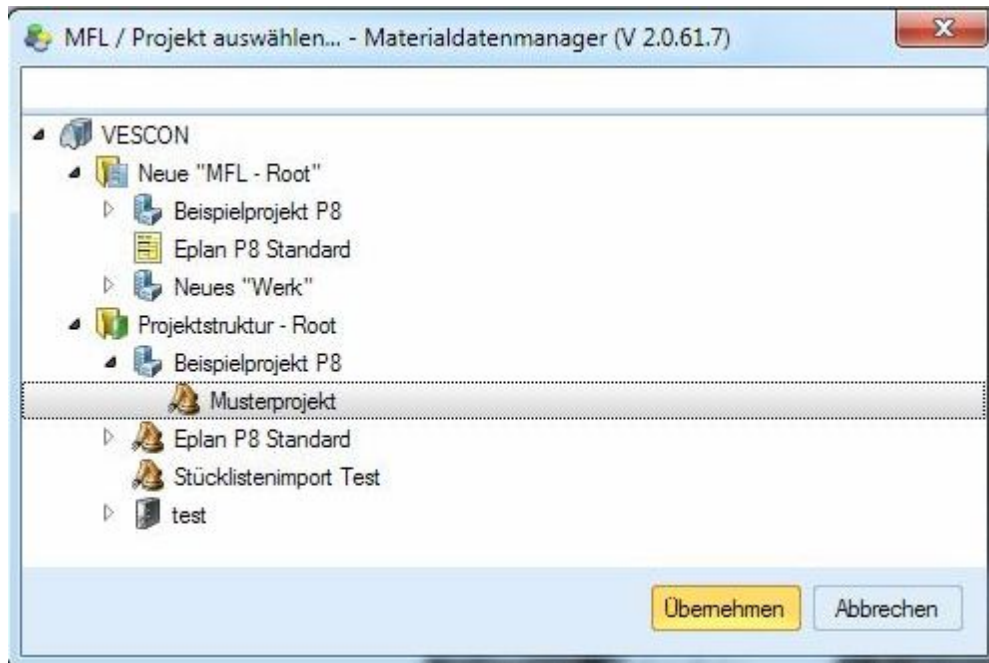 MFL / Projekt auswählen... - Materialdatenmanager (V 2.0.61.7)
VESCON
Neue "MFL - Root"
Beispielprojekt P8
Eplan P8 Standard
Neues "Werk"
Projektstruktur - Root
Beispielprojekt P8
Musterprojekt
Eplan P8 Standard
Stücklistenimport Test
test
Übernehmen Abbrechen